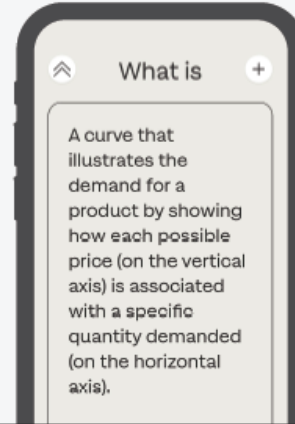 What is
A curve that
illustrates the
demand for a
product by showing
how each possible
price (on the vertical
axis) is associated
with a specific
quantity demanded
(on the horizontal
axis).